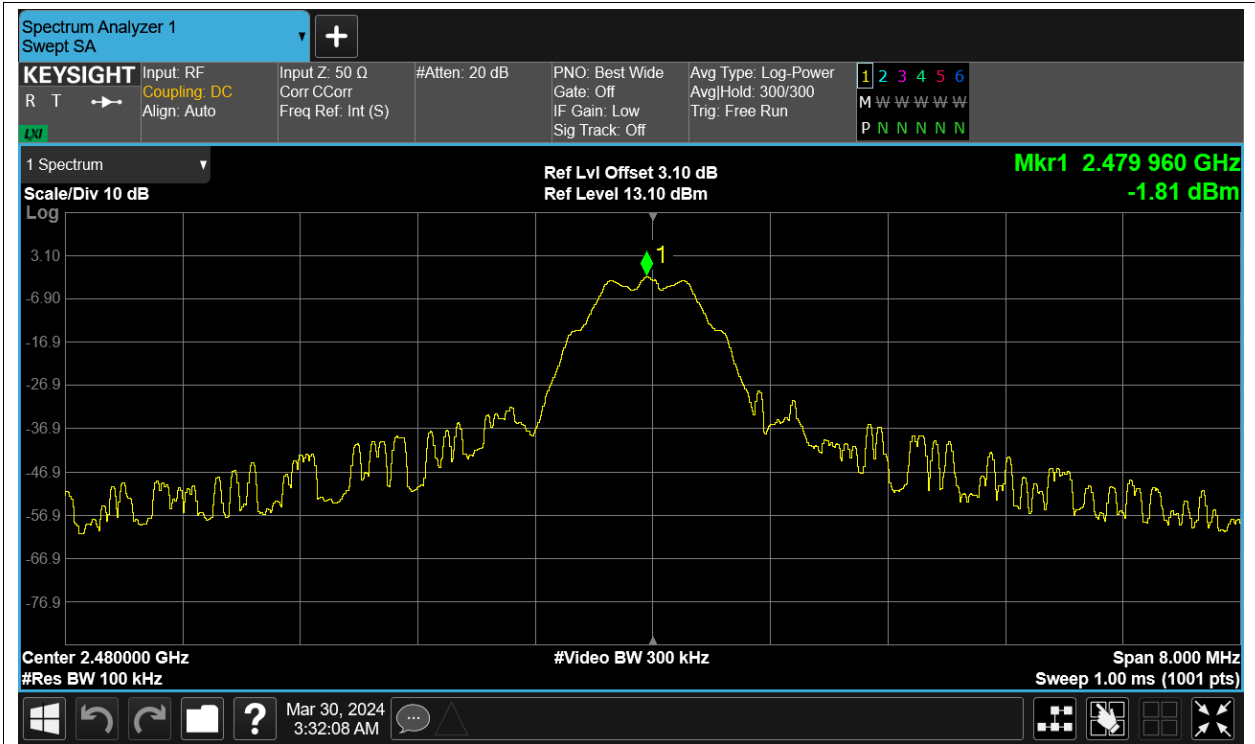 Spectrum Analyzer 1
Swept SA
KEYSIGHT
R T
LXI
Input: RF
Coupling: DC
Align: Auto
Input Z: 50 Ω
Corr CCorr
Freq Ref: Int (S)
#Atten: 20 dB
PNO: Best Wide
Gate: Off
IF Gain: Low
Sig Track: Off
Avg Type: Log-Power
Avg|Hold: 300/300
Trig: Free Run
1 2 3 4 5 6
M W W W W W
P N N N N N
1 Spectrum
Scale/Div 10 dB
Log
Ref Lvl Offset 3.10 dB
Ref Level 13.10 dBm
Mkr1 2.479 960 GHz
-1.81 dBm
1
3.10
-6.90
-16.9
-26.9
-36.9
-46.9
-56.9
-66.9
-76.9
Center 2.480000 GHz
#Res BW 100 kHz
#Video BW 300 kHz
Span 8.000 MHz
Sweep 1.00 ms (1001 pts)
?
Mar 30, 2024
3:32:08 AM